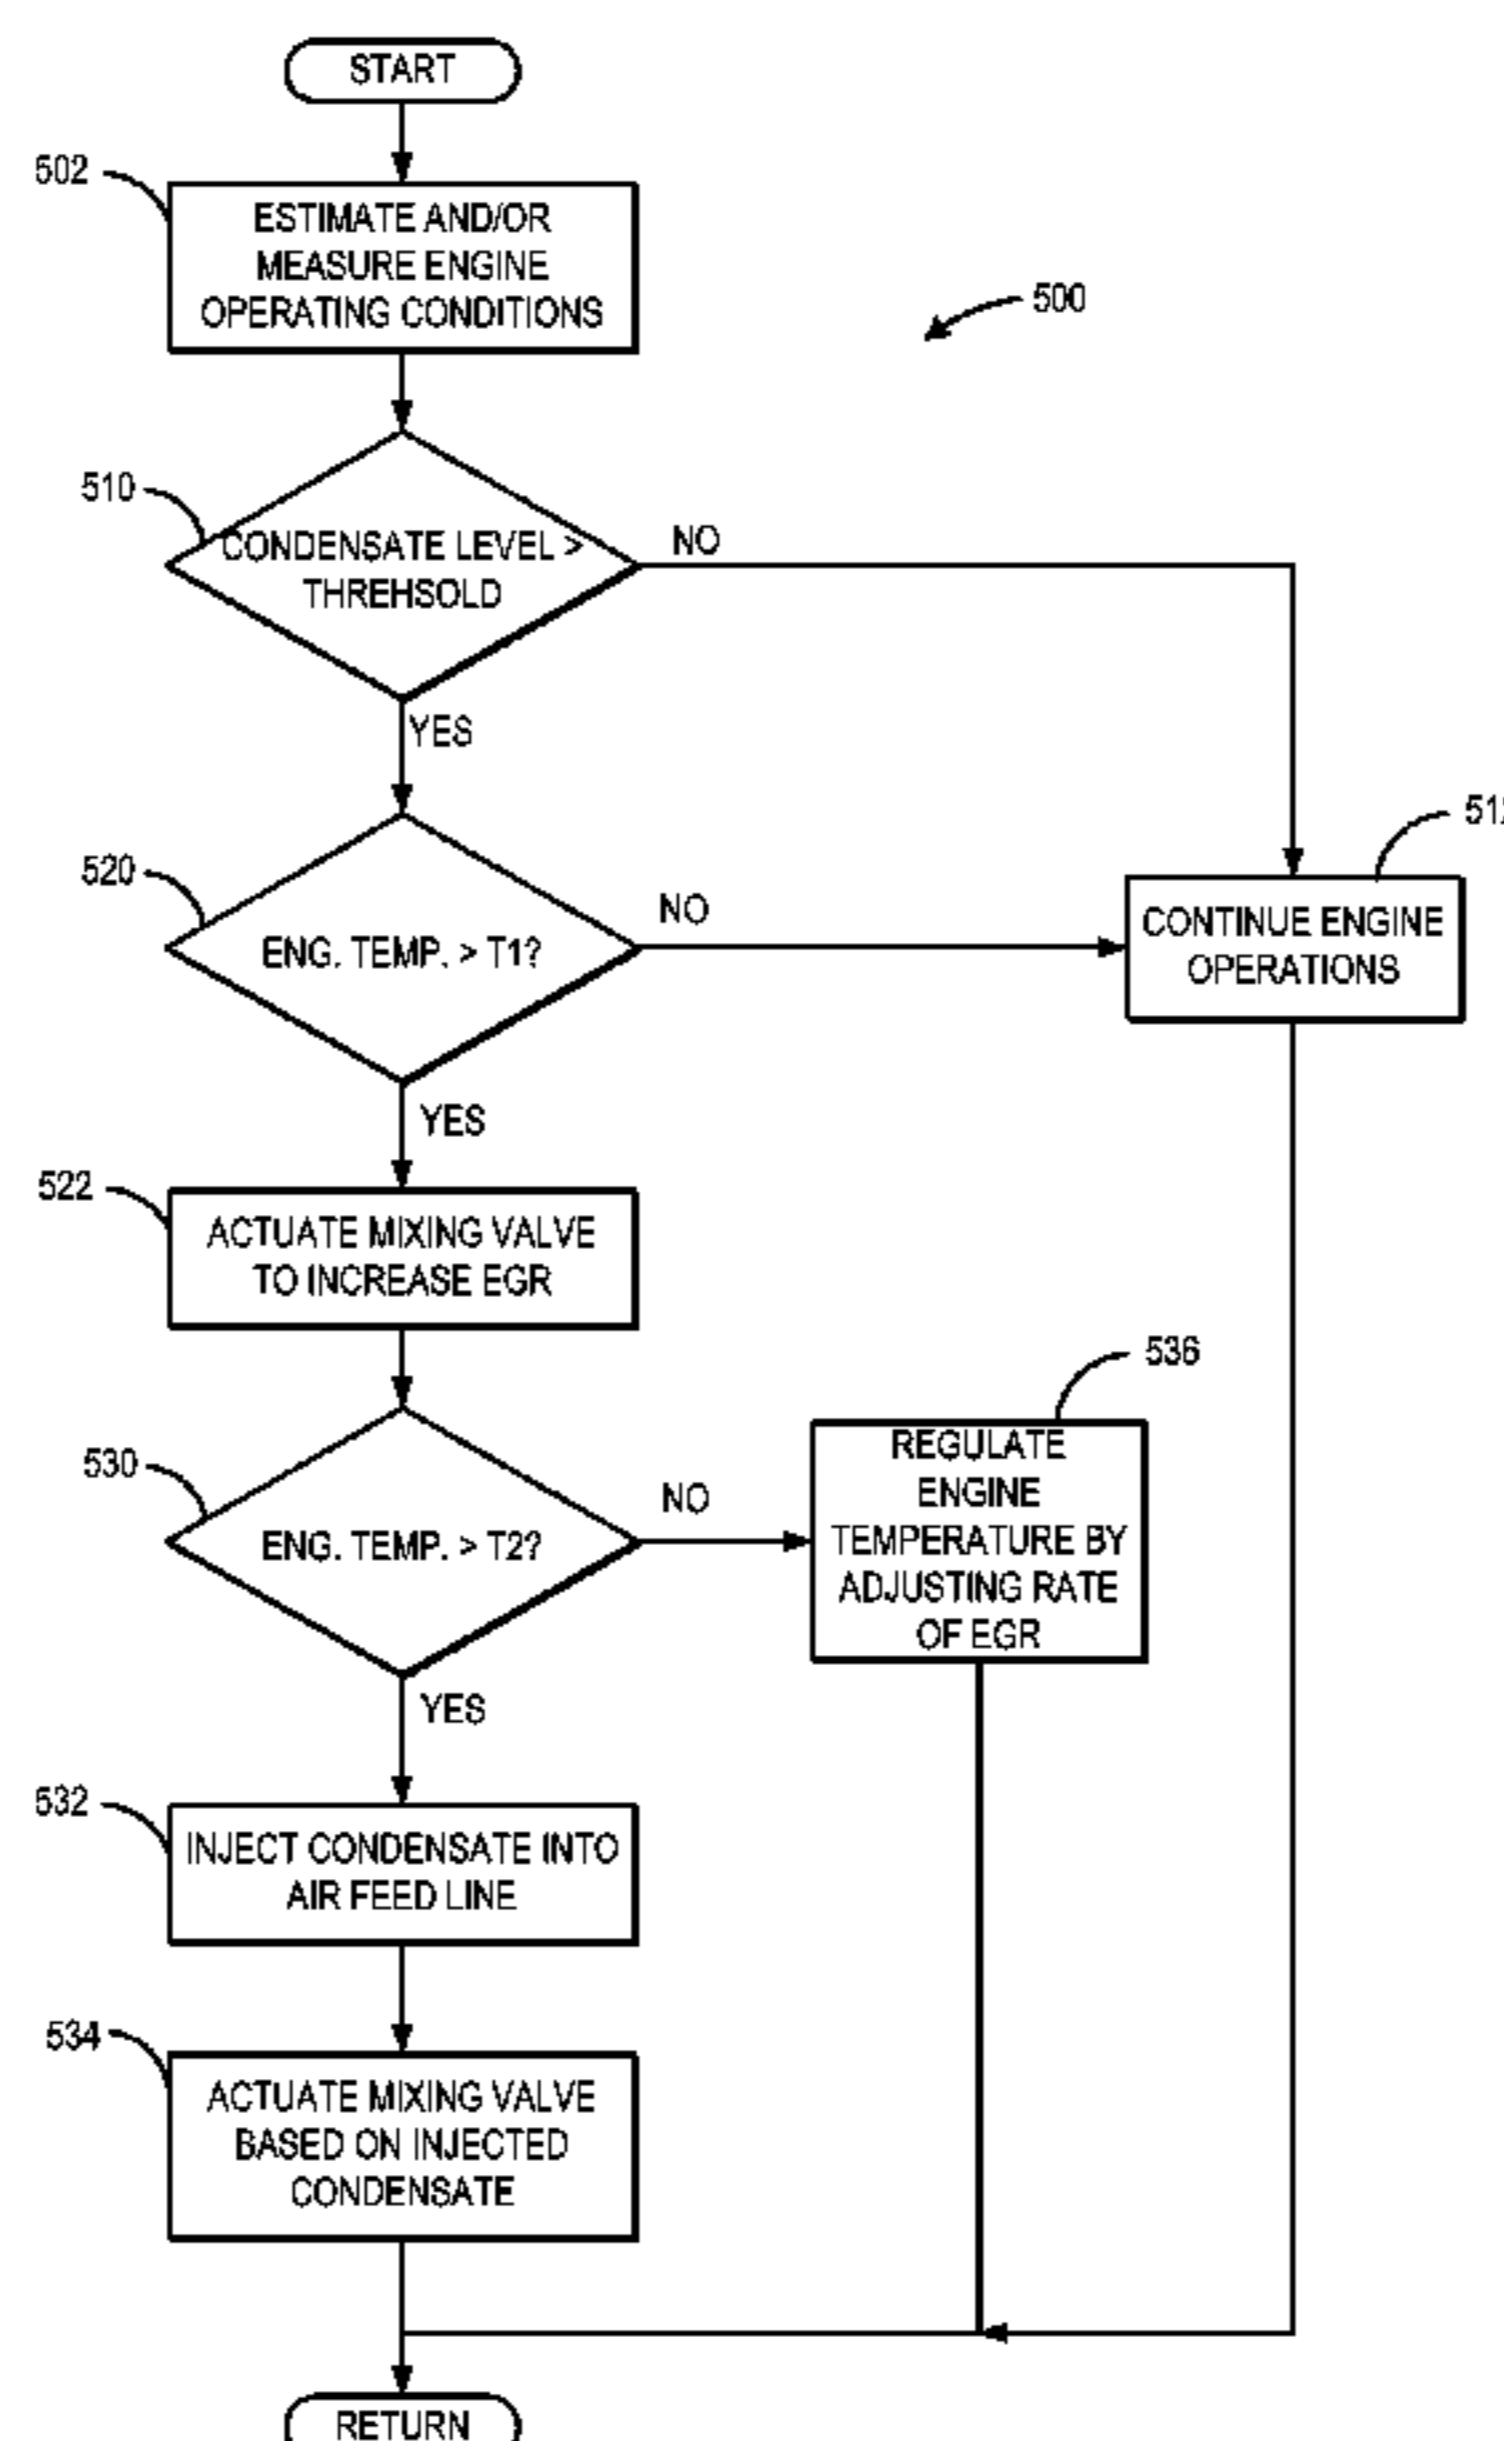 START
502
ESTIMATE AND/OR
MEASURE ENGINE
OPERATING CONDITIONS
500
510
CONDENSATE LEVEL >
THREHSOLD
NO
YES
520
ENG. TEMP. > T1?
NO
512
CONTINUE ENGINE
OPERATIONS
YES
522
ACTUATE MIXING VALVE
TO INCREASE EGR
530
ENG. TEMP. > T2?
NO
536
REGULATE
ENGINE
TEMPERATURE BY
ADJUSTING RATE
OF EGR
YES
532
INJECT CONDENSATE INTO
AIR FEED LINE
534
ACTUATE MIXING VALVE
BASED ON INJECTED
CONDENSATE
RETURN